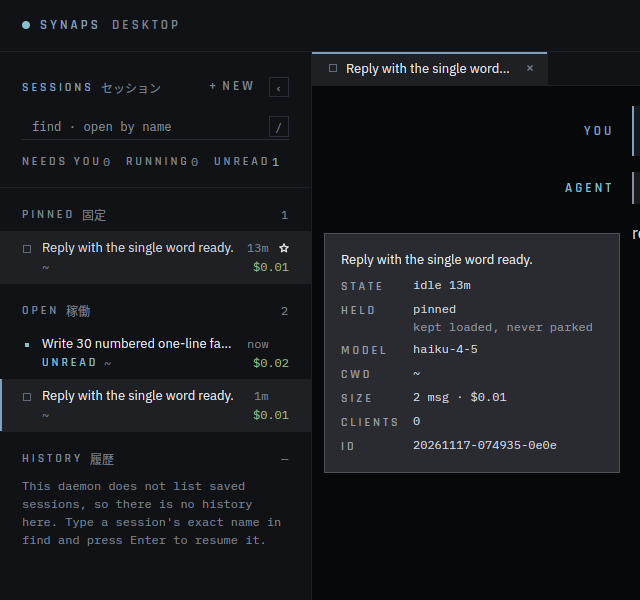 SYNAPS DESKTOP
SESSIONS セッション + NEW ‹
find · open by name /
NEEDS YOU 0 RUNNING 0 UNREAD 1
PINNED 固定 1
Reply with the single word ready. 13m
~ $0.01
OPEN 稼働 2
Write 30 numbered one-line fa... now
UNREAD ~ $0.02
Reply with the single word ready. 1m
~ $0.01
HISTORY 履歴 —
This daemon does not list saved
sessions, so there is no history
here. Type a session's exact name in
find and press Enter to resume it.
Reply with the single word... ×
YOU
AGENT
re
Reply with the single word ready.
STATE idle 13m
HELD pinned
kept loaded, never parked
MODEL haiku-4-5
CWD ~
SIZE 2 msg · $0.01
CLIENTS 0
ID 20261117-074935-0e0e